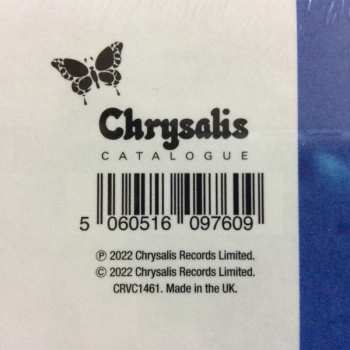 Chrysalis
CATALOGUE
5 060516 097609
℗ 2022 Chrysalis Records Limited.
© 2022 Chrysalis Records Limited.
CRVC1461. Made in the UK.